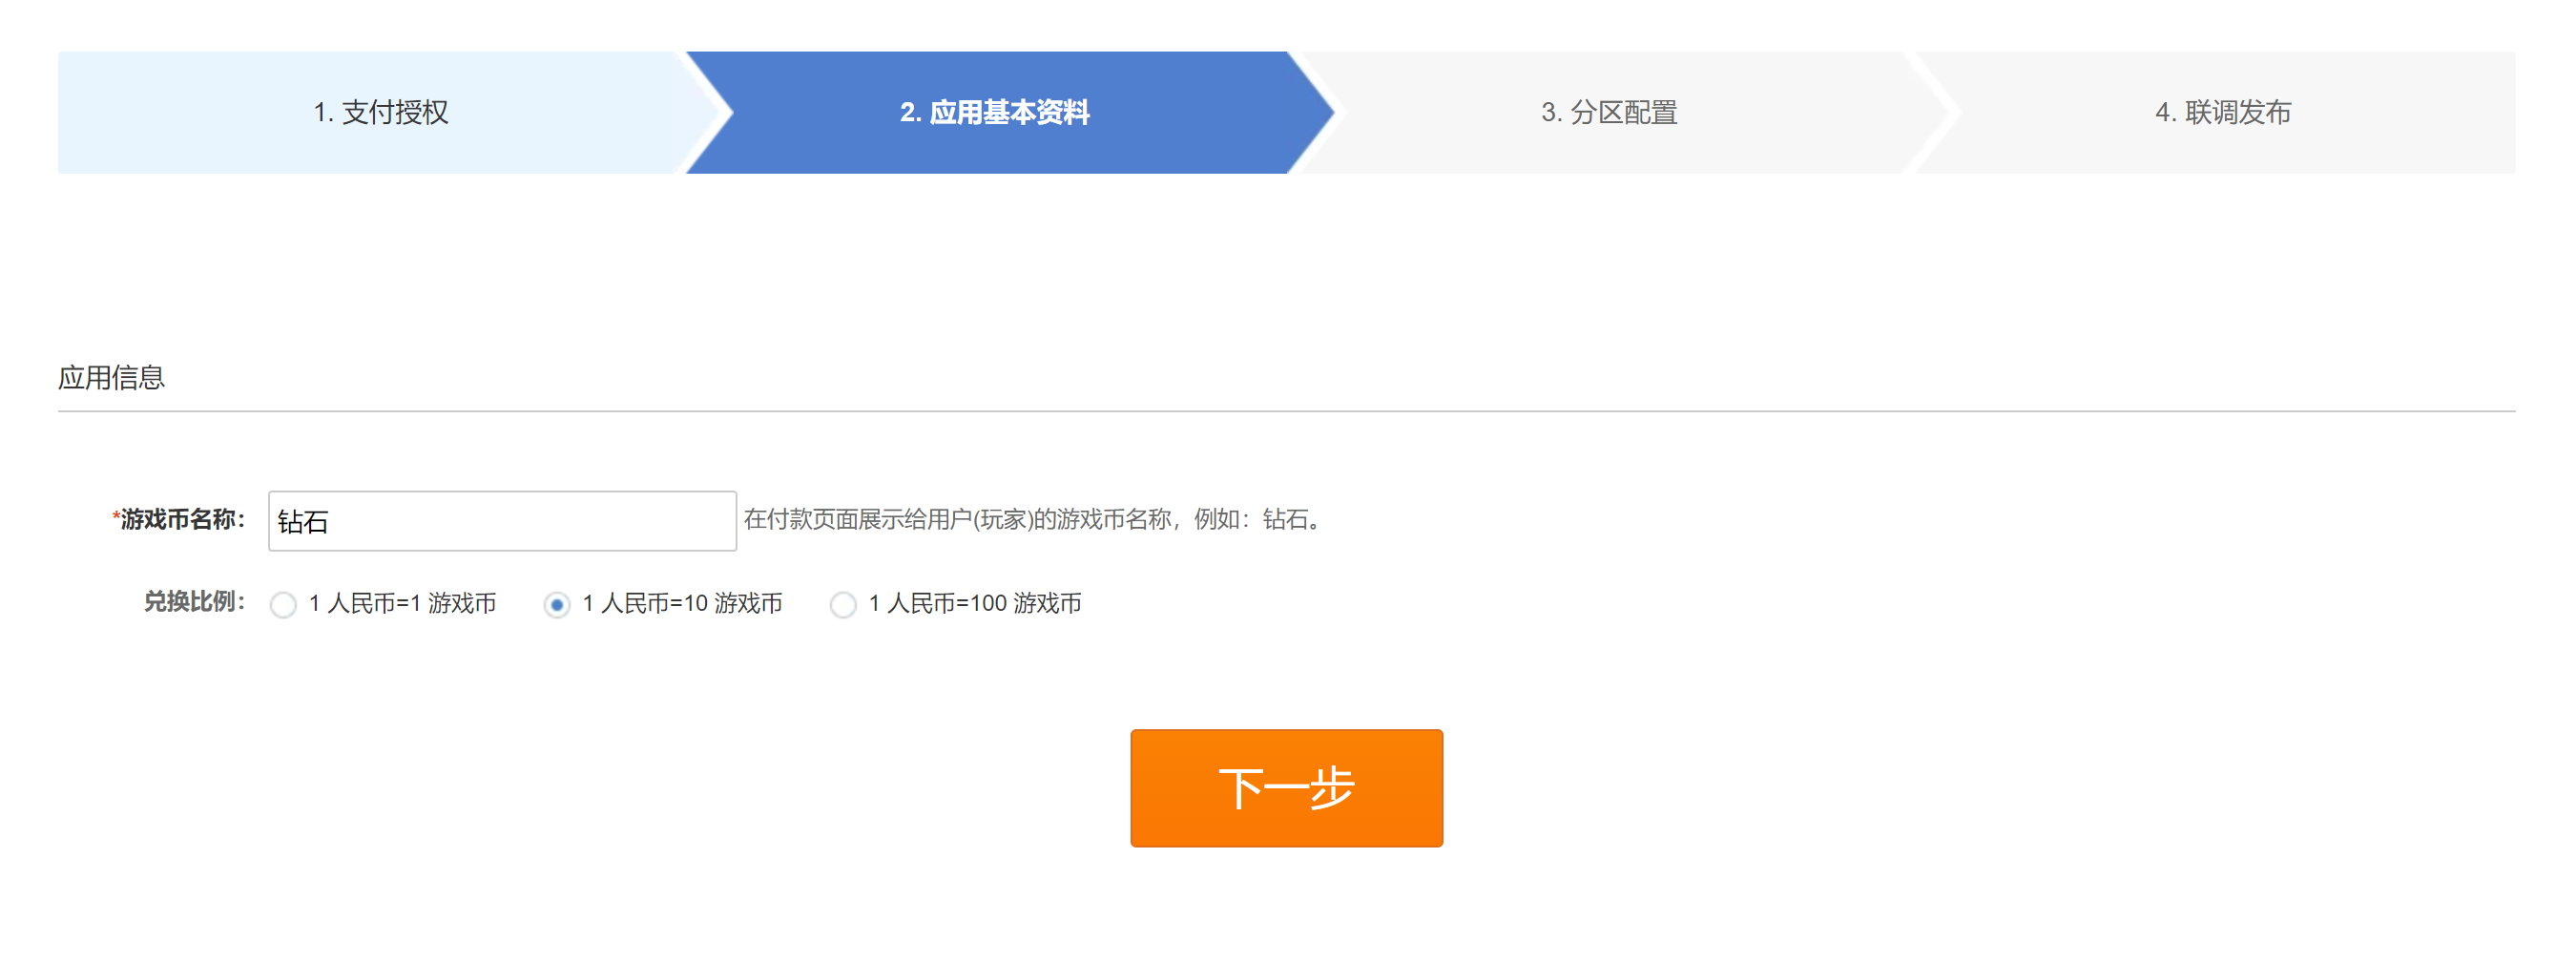 1. 支付授权
2. 应用基本资料
3. 分区配置
4. 联调发布
应用信息
*游戏币名称： 钻石 在付款页面展示给用户(玩家)的游戏币名称，例如：钻石。
兑换比例： 1 人民币=1 游戏币 1 人民币=10 游戏币 1 人民币=100 游戏币
下一步